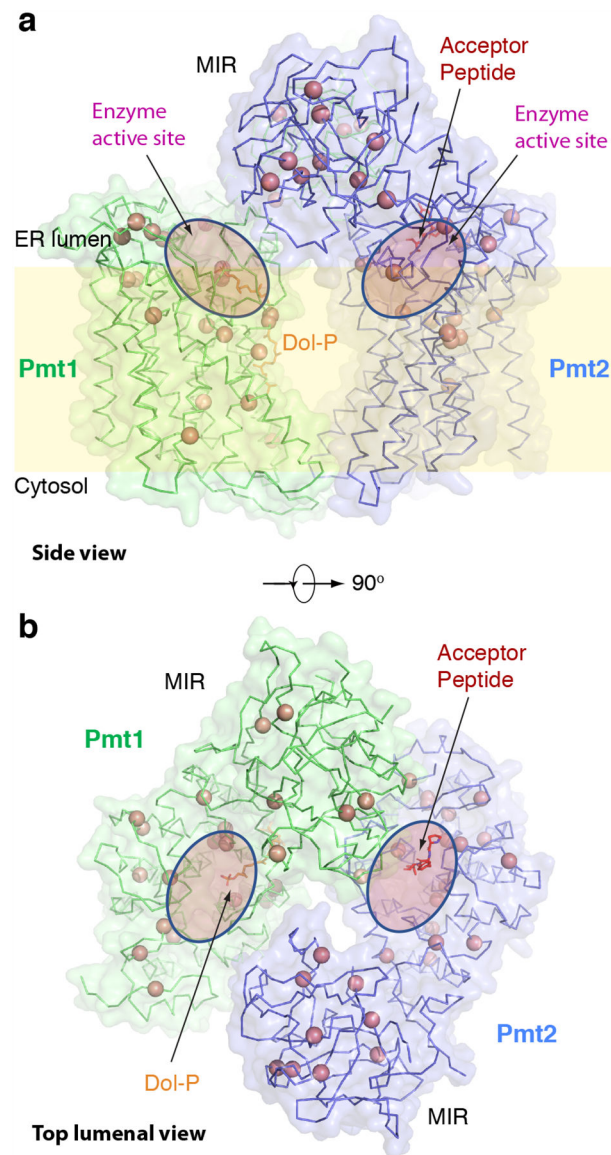 a
MIR
Acceptor
Peptide
Enzyme
active site
Enzyme
active site
ER lumen
Dol-P
Pmt1
Pmt2
Cytosol
Side view
90º
b
MIR
Acceptor
Peptide
Pmt1
Pmt2
Dol-P
MIR
Top lumenal view